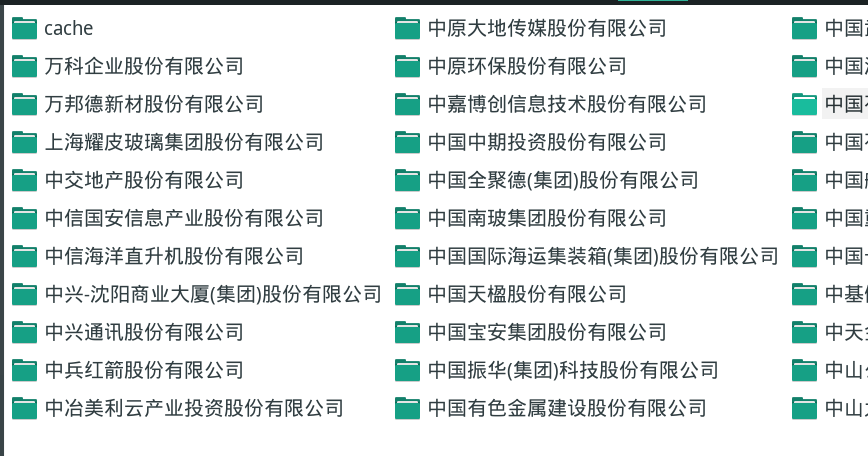 cache
万科企业股份有限公司
万邦德新材股份有限公司
上海耀皮玻璃集团股份有限公司
中交地产股份有限公司
中信国安信息产业股份有限公司
中信海洋直升机股份有限公司
中兴-沈阳商业大厦(集团)股份有限公司
中兴通讯股份有限公司
中兵红箭股份有限公司
中冶美利云产业投资股份有限公司
中原大地传媒股份有限公司
中原环保股份有限公司
中嘉博创信息技术股份有限公司
中国中期投资股份有限公司
中国全聚德(集团)股份有限公司
中国南玻集团股份有限公司
中国国际海运集装箱(集团)股份有限公司
中国天楹股份有限公司
中国宝安集团股份有限公司
中国振华(集团)科技股份有限公司
中国有色金属建设股份有限公司
中国
中国
中国
中国
中国
中国
中国
中基
中天
中山
中山